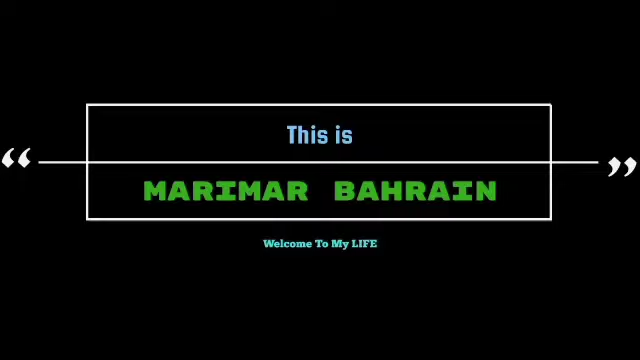 This is
“
”
MARIMAR BAHRAIN
Welcome To My LIFE